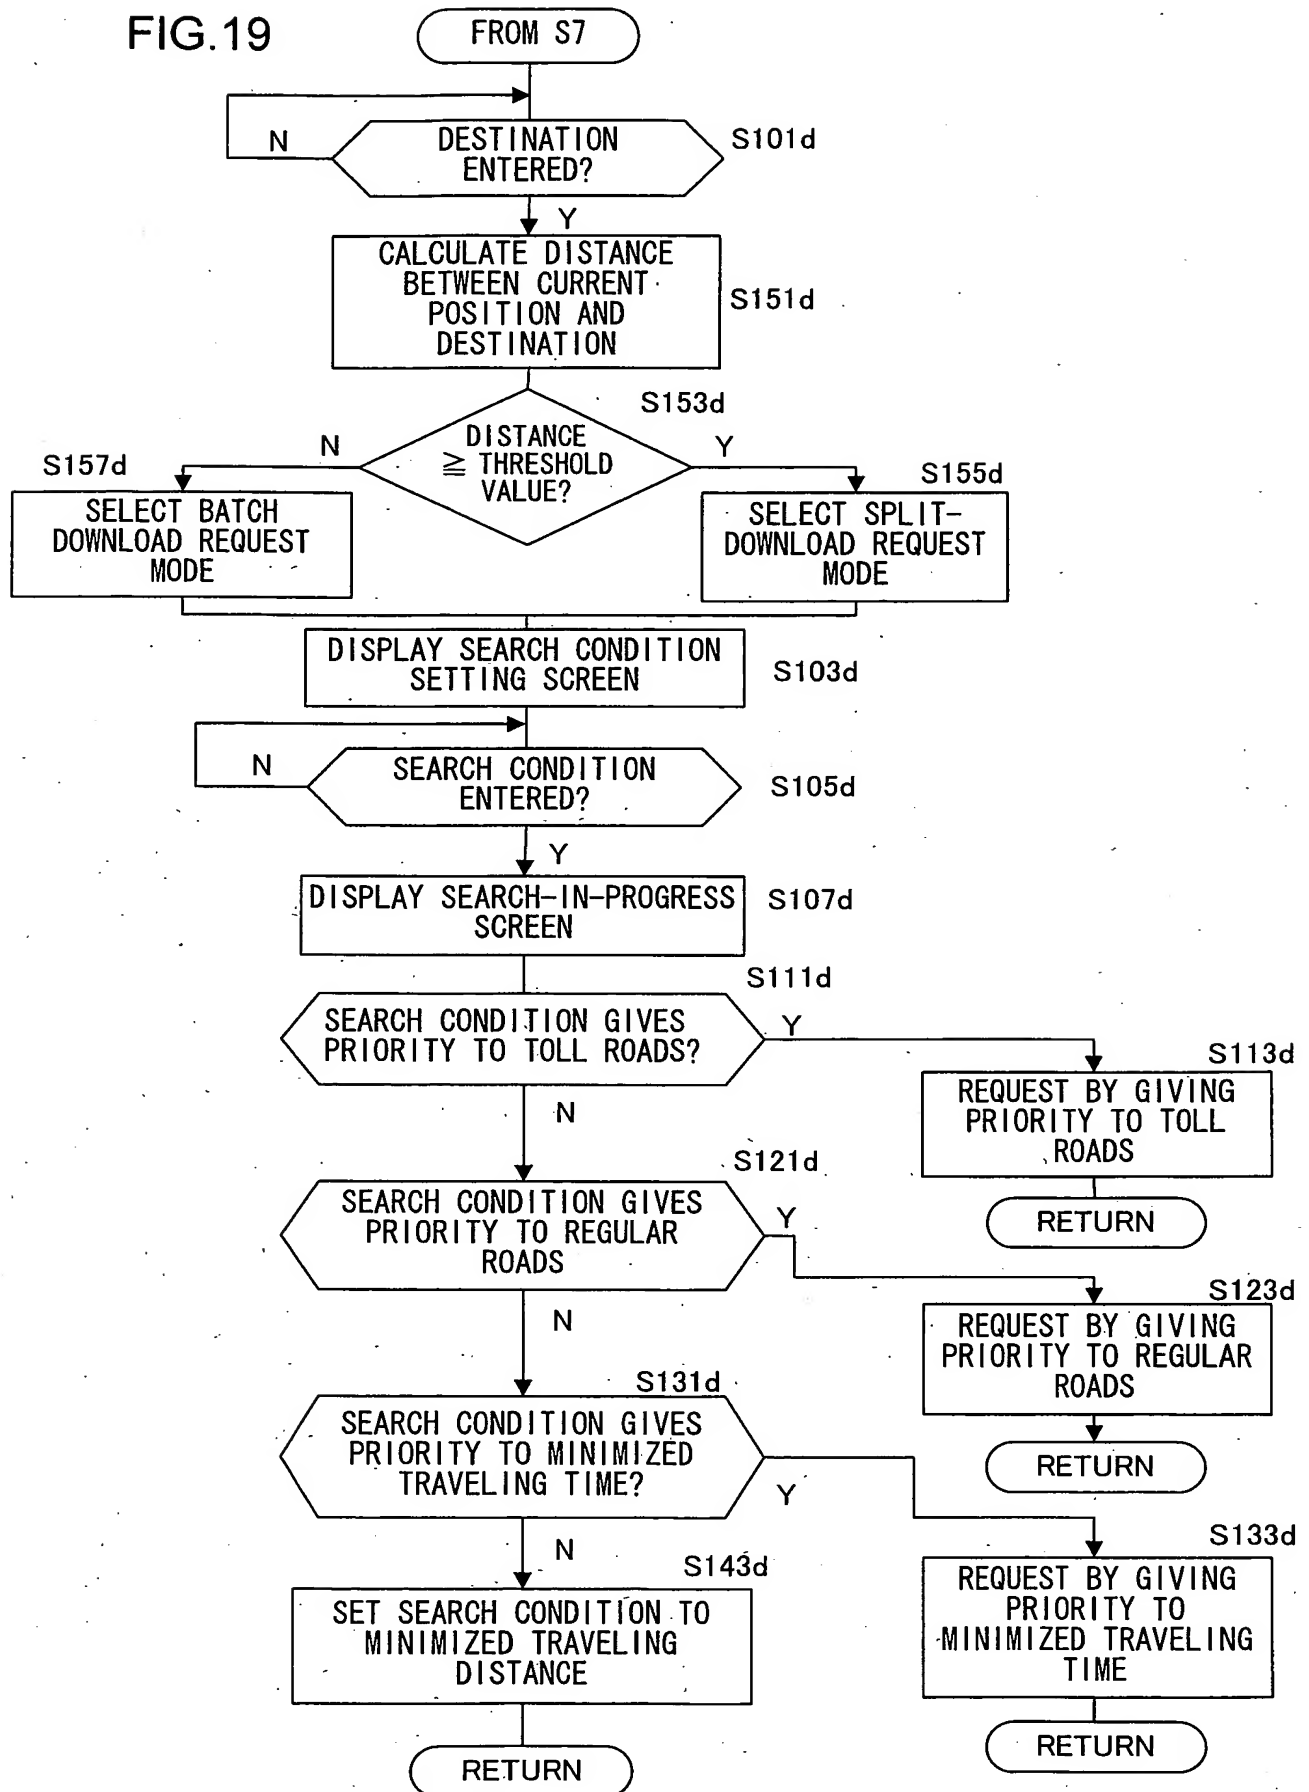 FIG.19
FROM S7
N
DESTINATION
ENTERED?
S101d
Y
CALCULATE DISTANCE
BETWEEN CURRENT
POSITION AND
DESTINATION
S151d
S153d
N
DISTANCE
≧ THRESHOLD
VALUE?
Y
S157d
S155d
SELECT BATCH
DOWNLOAD REQUEST
MODE
SELECT SPLIT-
DOWNLOAD REQUEST
MODE
DISPLAY SEARCH CONDITION
SETTING SCREEN
S103d
N
SEARCH CONDITION
ENTERED?
S105d
Y
DISPLAY SEARCH-IN-PROGRESS
SCREEN
S107d
S111d
SEARCH CONDITION GIVES
PRIORITY TO TOLL ROADS?
Y
S113d
REQUEST BY GIVING
PRIORITY TO TOLL
ROADS
N
RETURN
S121d
SEARCH CONDITION GIVES
PRIORITY TO REGULAR
ROADS
Y
S123d
REQUEST BY GIVING
PRIORITY TO REGULAR
ROADS
N
RETURN
S131d
SEARCH CONDITION GIVES
PRIORITY TO MINIMIZED
TRAVELING TIME?
Y
S133d
REQUEST BY GIVING
PRIORITY TO
MINIMIZED TRAVELING
TIME
N
S143d
SET SEARCH CONDITION TO
MINIMIZED TRAVELING
DISTANCE
RETURN
RETURN